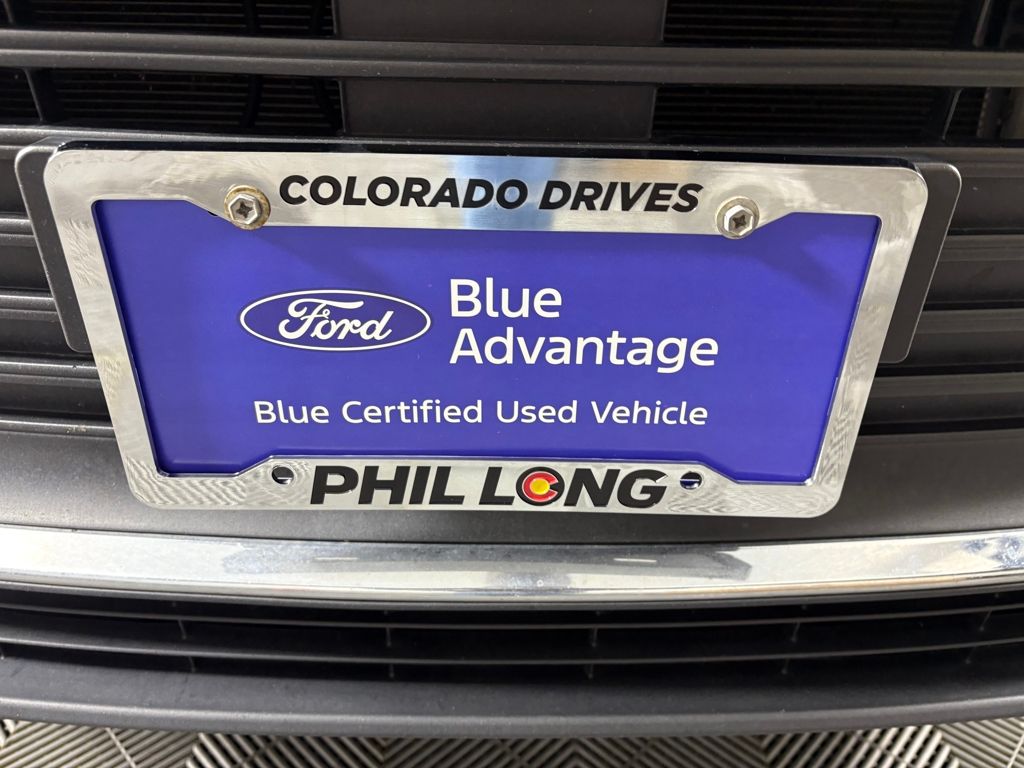 COLORADO DRIVES
Ford
Blue
Advantage
Blue Certified Used Vehicle
PHIL LONG